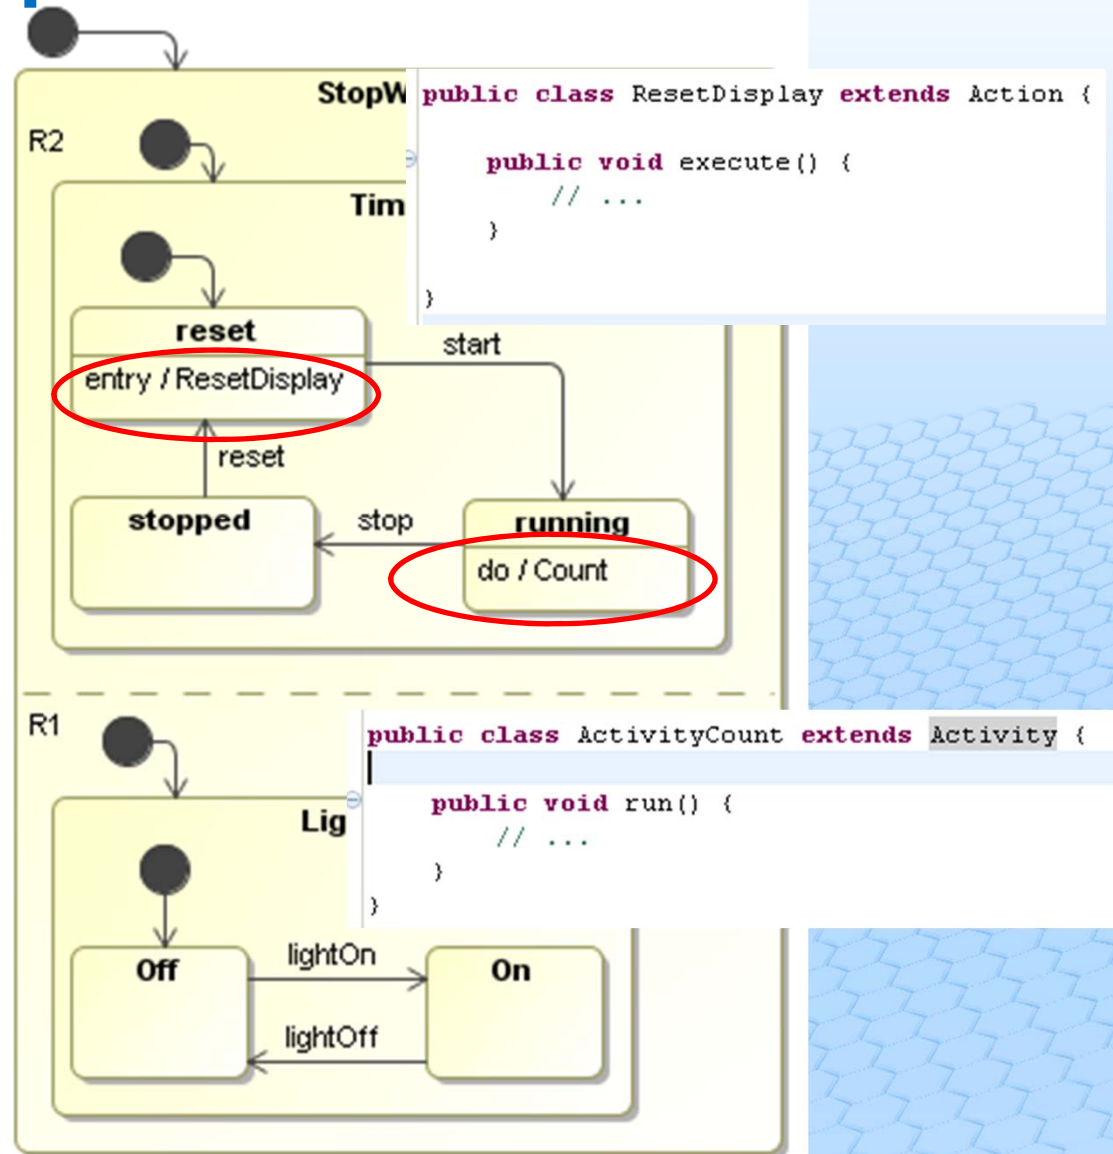 StopW
public class ResetDisplay extends Action {
public void execute() {
// ...
}
}
R2
Tim
reset
entry / ResetDisplay
start
reset
stopped
stop
running
do / Count
R1
public class ActivityCount extends Activity {
public void run() {
// ...
}
}
Lig
Off
lightOn
On
lightOff